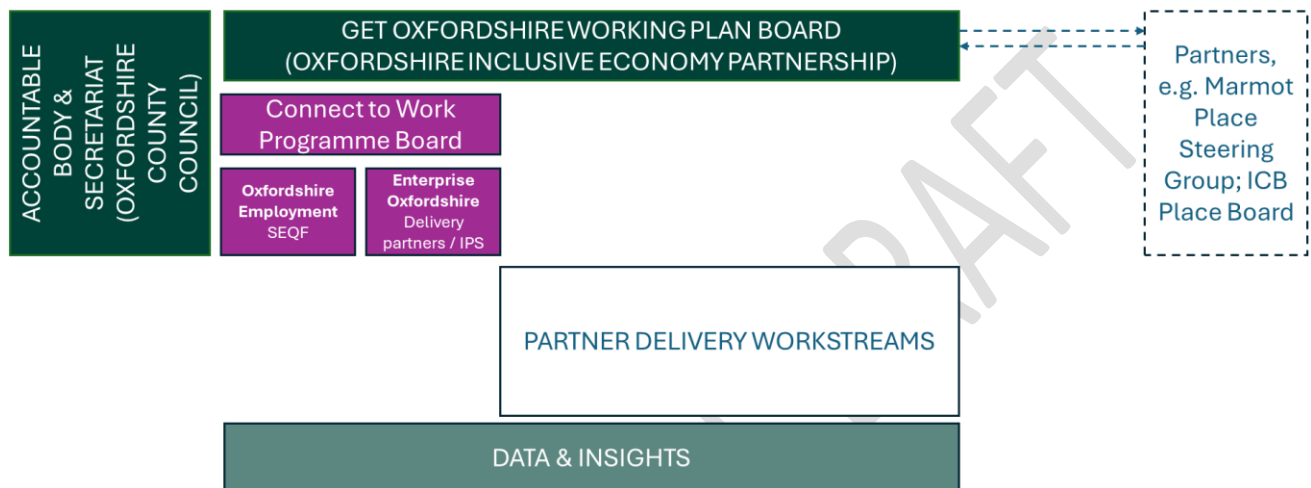 ACCOUNTABLE
BODY &
SECRETARIAT
(OXFORDSHIRE
COUNTY
COUNCIL)
GET OXFORDSHIRE WORKING PLAN BOARD
(OXFORDSHIRE INCLUSIVE ECONOMY PARTNERSHIP)
Connect to Work
Programme Board
Oxfordshire
Employment
SEQF
Enterprise
Oxfordshire
Delivery
partners / IPS
Partners,
e.g. Marmot
Place
Steering
Group; ICB
Place Board
PARTNER DELIVERY WORKSTREAMS
DATA & INSIGHTS